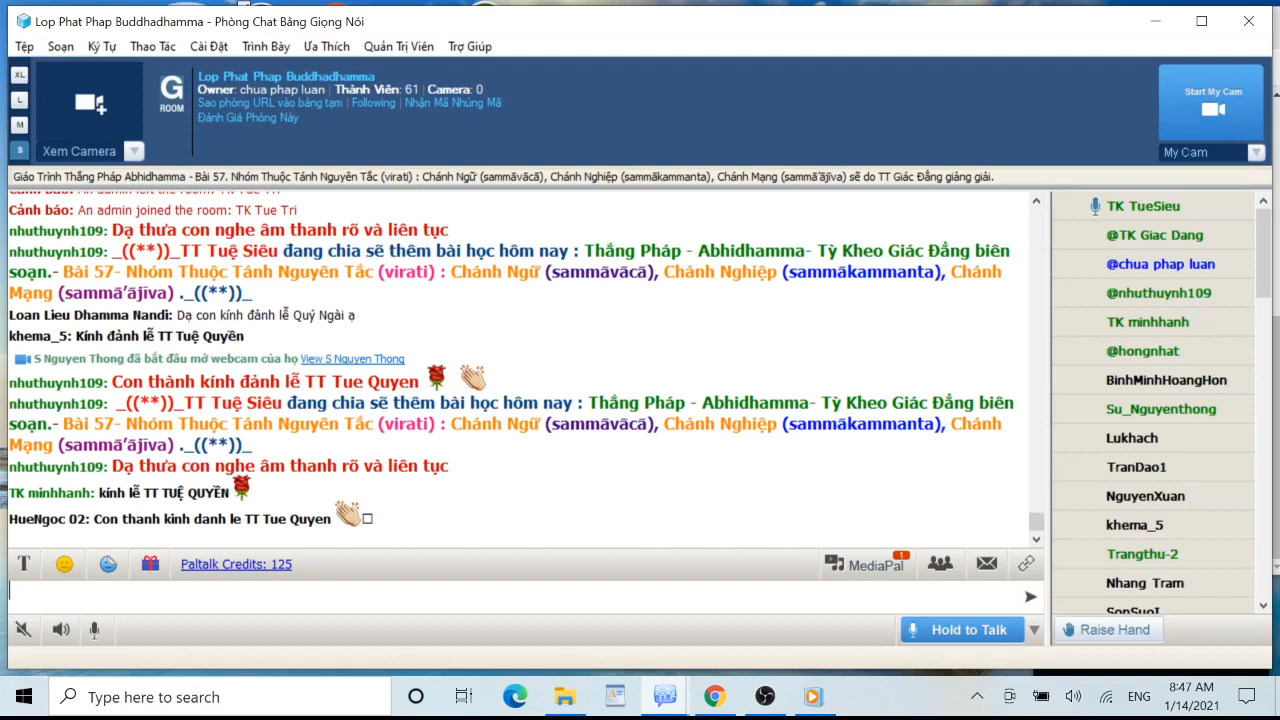 Lop Phat Phap Buddhadhamma - Phòng Chat Bằng Giọng Nói
Tệp Soạn Ký Tự Thao Tác Cài Đặt Trình Bày Ưa Thích Quản Trị Viên Trợ Giúp
XL
L
M
S
Xem Camera
G
ROOM
Lop Phat Phap Buddhadhamma
Owner: chua phap luan | Thành Viên: 61 | Camera: 0
Sao phòng URL vào bảng tạm | Following | Nhận Mã Nhúng Mã
Đánh Giá Phòng Này
Start My Cam
My Cam
Giáo Trình Thắng Pháp Abhidhamma - Bài 57. Nhóm Thuộc Tánh Nguyên Tắc (virati) : Chánh Ngữ (sammāvācā), Chánh Nghiệp (sammākammanta), Chánh Mạng (sammā'ājīva) sẽ do TT Giác Đẳng giảng giải.
Cảnh báo: An admin left the room: TK Tue Tri
Cảnh báo: An admin joined the room: TK Tue Tri
nhuthuynh109: Dạ thưa con nghe âm thanh rõ và liên tục
nhuthuynh109: _((**))_TT Tuệ Siêu đang chia sẽ thêm bài học hôm nay : Thắng Pháp - Abhidhamma- Tỳ Kheo Giác Đẳng biên
soạn.- Bài 57- Nhóm Thuộc Tánh Nguyên Tắc (virati) : Chánh Ngữ (sammāvācā), Chánh Nghiệp (sammākammanta), Chánh
Mạng (sammā’ājīva) ._((**))_
Loan Lieu Dhamma Nandi: Dạ con kính đảnh lễ Quý Ngài ạ
khema_5: Kính đảnh lễ TT Tuệ Quyền
S Nguyen Thong đã bắt đâu mở webcam của họ View S Nguyen Thong
nhuthuynh109: Con thành kính đảnh lễ TT Tue Quyen
nhuthuynh109: _((**))_TT Tuệ Siêu đang chia sẽ thêm bài học hôm nay : Thắng Pháp - Abhidhamma- Tỳ Kheo Giác Đẳng biên
soạn.- Bài 57- Nhóm Thuộc Tánh Nguyên Tắc (virati) : Chánh Ngữ (sammāvācā), Chánh Nghiệp (sammākammanta), Chánh
Mạng (sammā’ājīva) ._((**))_
nhuthuynh109: Dạ thưa con nghe âm thanh rõ và liên tục
TK minhhanh: kính lễ TT TUỆ QUYỀN
HueNgoc 02: Con thanh kinh danh le TT Tue Quyen
TK TueSieu
@TK Giac Dang
@chua phap luan
@nhuthuynh109
TK minhhanh
@hongnhat
BinhMinhHoangHon
Su_Nguyenthong
Lukhach
TranDao1
NguyenXuan
khema_5
Trangthu-2
Nhang Tram
SonSuoI
T
Paltalk Credits: 125
MediaPal
1
Hold to Talk
Raise Hand
Type here to search
ENG
8:47 AM
1/14/2021